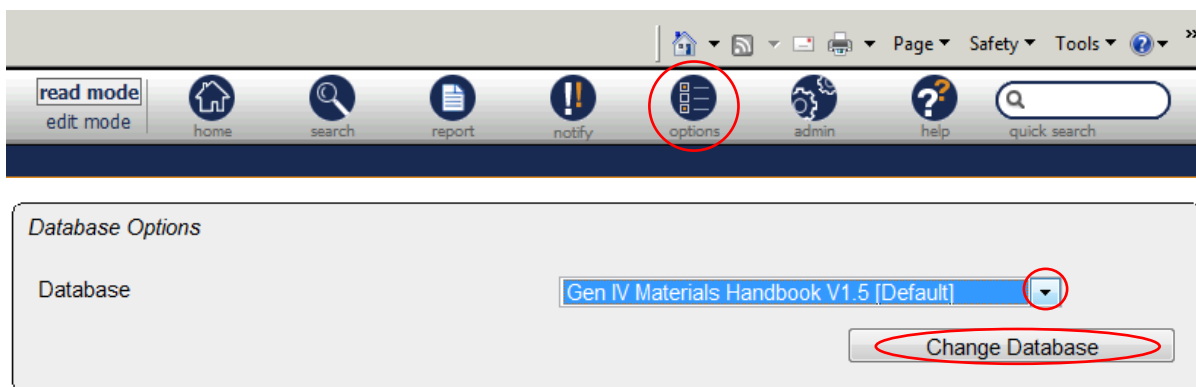 Page Safety Tools »
read mode
edit mode
home search report notify options admin help quick search
Database Options
Database Gen IV Materials Handbook V1.5 [Default]
Change Database